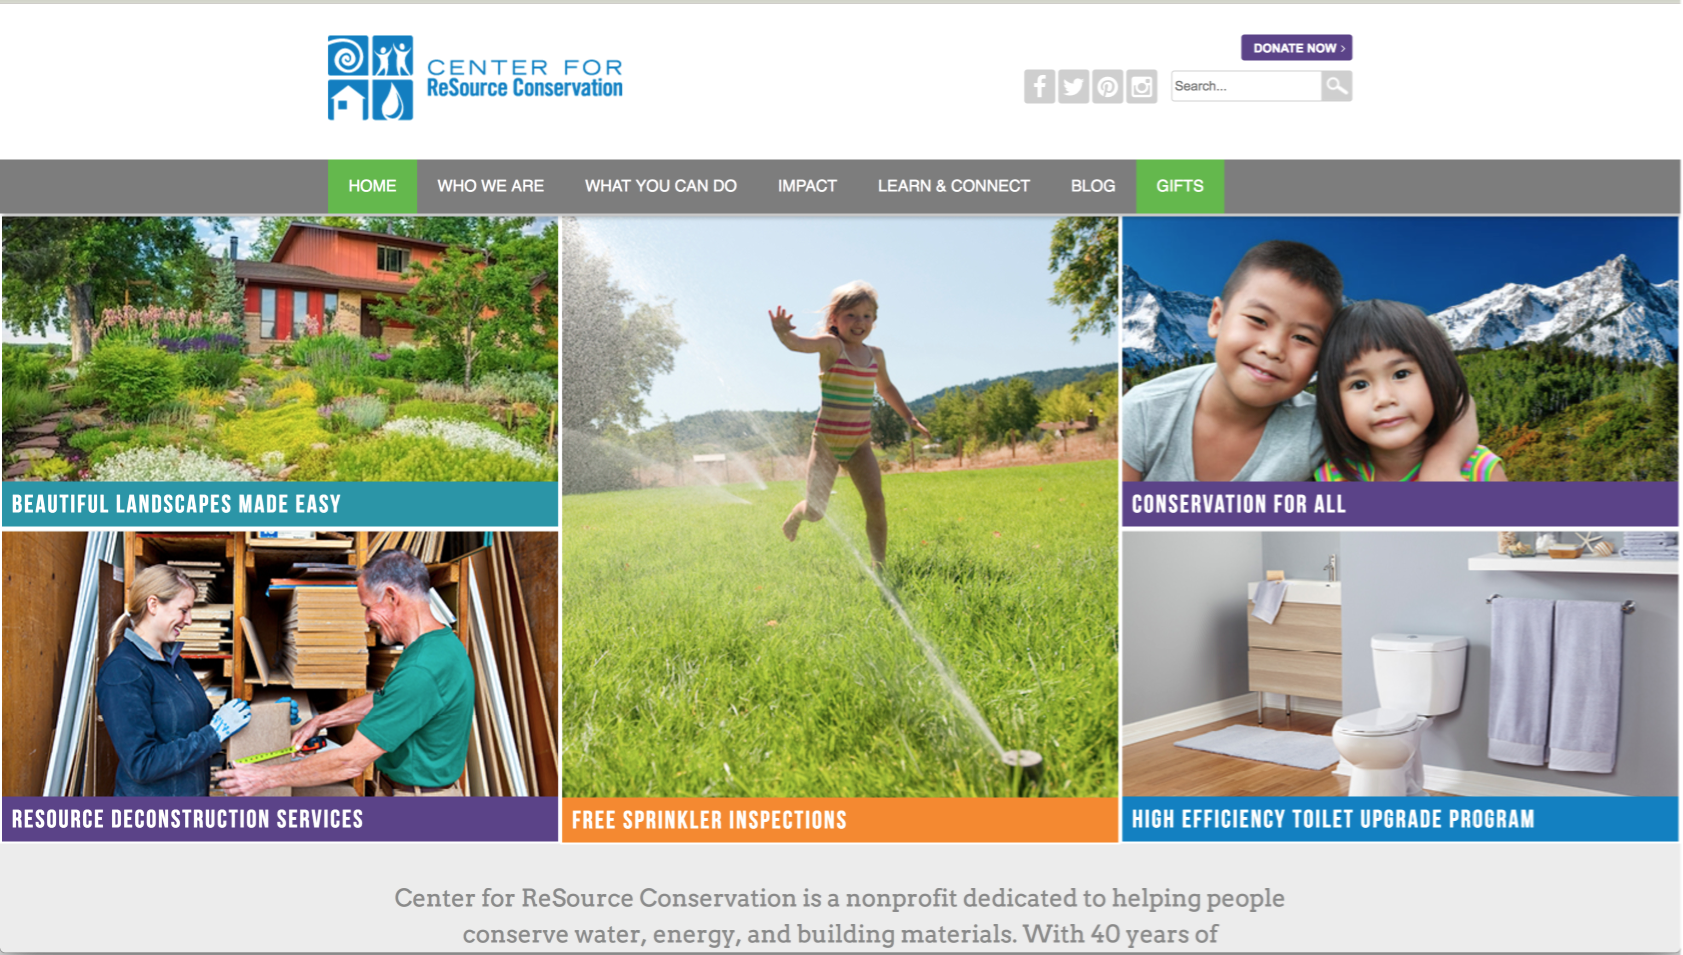 CENTER FOR
ReSource Conservation
DONATE NOW ›
Search...
HOME WHO WE ARE WHAT YOU CAN DO IMPACT LEARN & CONNECT BLOG GIFTS
BEAUTIFUL LANDSCAPES MADE EASY
RESOURCE DECONSTRUCTION SERVICES
FREE SPRINKLER INSPECTIONS
CONSERVATION FOR ALL
HIGH EFFICIENCY TOILET UPGRADE PROGRAM
Center for ReSource Conservation is a nonprofit dedicated to helping people
conserve water, energy, and building materials. With 40 years of